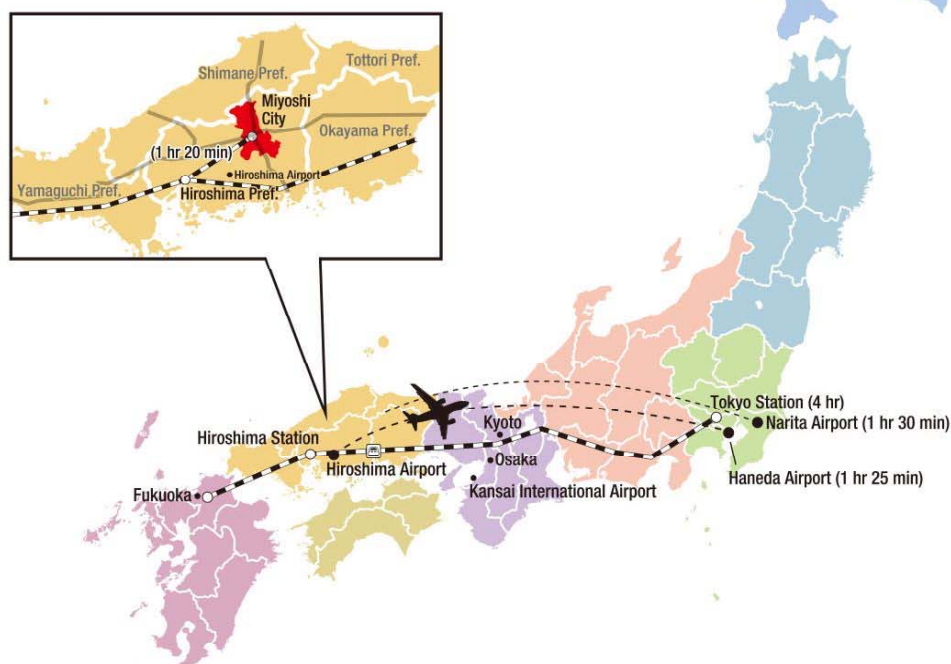 Shimane Pref.
Tottori Pref.
Miyoshi
City
Okayama Pref.
(1 hr 20 min)
Hiroshima Airport
Yamaguchi Pref.
Hiroshima Pref.
Tokyo Station (4 hr)
Narita Airport (1 hr 30 min)
Kyoto
Hiroshima Station
Osaka
Hiroshima Airport
Haneda Airport (1 hr 25 min)
Kansai International Airport
Fukuoka